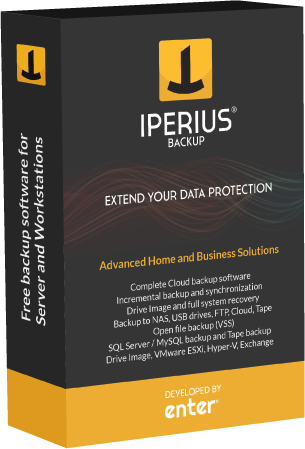 Free backup software for
Server and Workstations
IPERIUS®
BACKUP
EXTEND YOUR DATA PROTECTION
Advanced Home and Business Solutions
Complete Cloud backup software
Incremental backup and synchronization
Drive Image and full system recovery
Backup to NAS, USB drives, FTP, Cloud, Tape
Open file backup (VSS)
SQL Server / MySQL backup and Tape backup
Drive Image, VMware ESXi, Hyper-V, Exchange
DEVELOPED BY
enter®